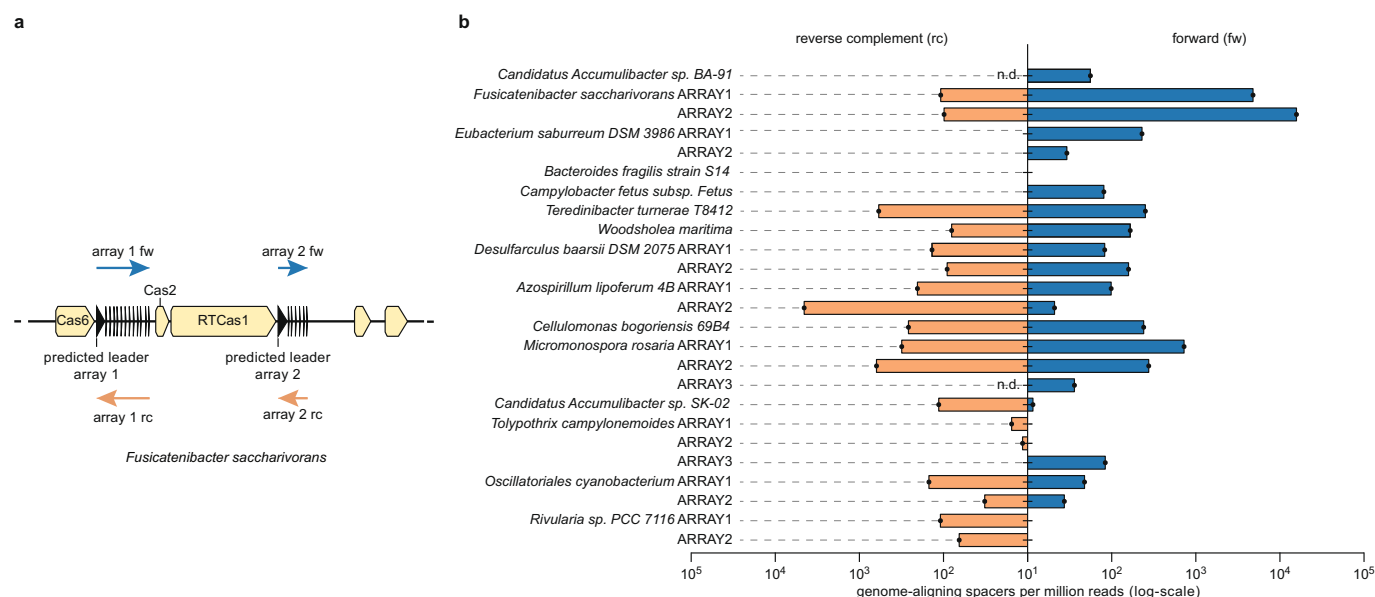 a
array 1 fw
array 2 fw
Cas2
Cas6
RTCas1
predicted leader
array 1
predicted leader
array 2
array 1 rc
array 2 rc
Fusicatenibacter saccharivorans
b
reverse complement (rc)
forward (fw)
Candidatus Accumulibacter sp. BA-91
n.d.
Fusicatenibacter saccharivorans ARRAY1
ARRAY2
Eubacterium saburreum DSM 3986 ARRAY1
ARRAY2
Bacteroides fragilis strain S14
Campylobacter fetus subsp. Fetus
Teredinibacter turnerae T8412
Woodsholea maritima
Desulfarculus baarsii DSM 2075 ARRAY1
ARRAY2
Azospirillum lipoferum 4B ARRAY1
ARRAY2
Cellulomonas bogoriensis 69B4
Micromonospora rosaria ARRAY1
ARRAY2
ARRAY3
n.d.
Candidatus Accumulibacter sp. SK-02
Tolypothrix campylonemoides ARRAY1
ARRAY2
ARRAY3
Oscillatoriales cyanobacterium ARRAY1
ARRAY2
Rivularia sp. PCC 7116 ARRAY1
ARRAY2
10⁵ 10⁴ 10³ 10² 10¹ 10² 10³ 10⁴ 10⁵
genome-aligning spacers per million reads (log-scale)